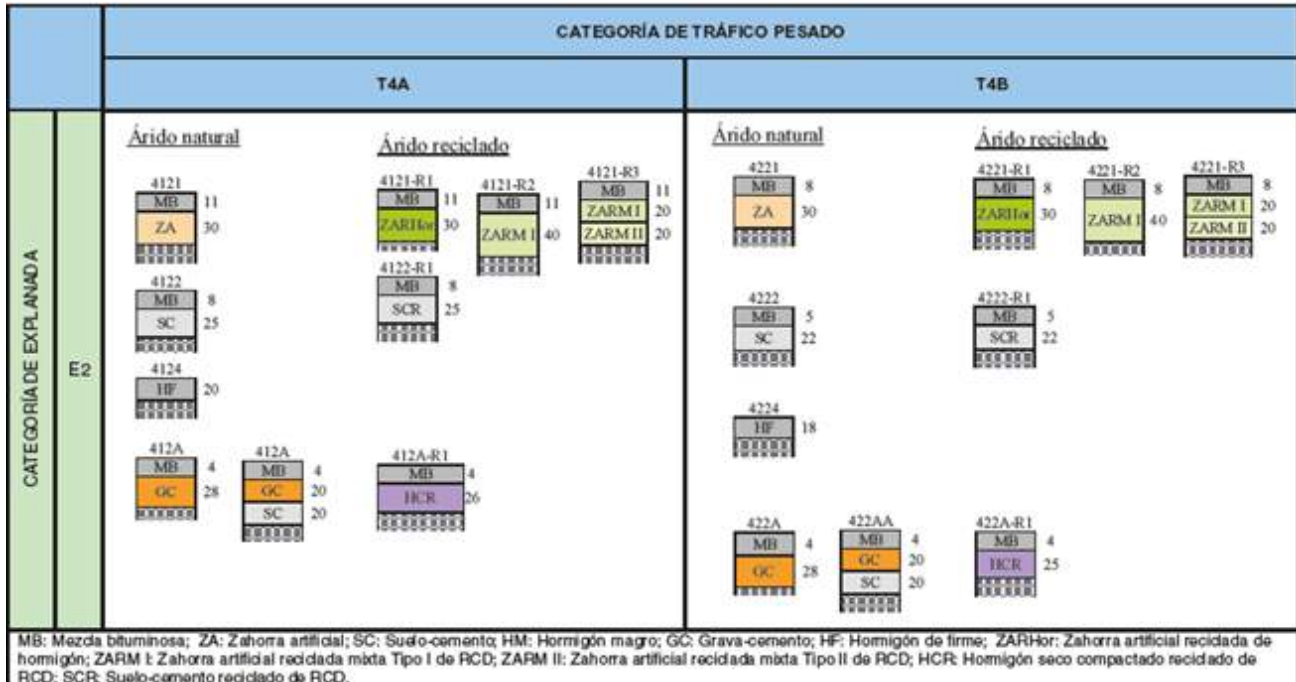 CATEGORÍA DE TRÁFICO PESADO
T4A
T4B
CATEGORÍA DE EXPLANADA
E2
Árido natural
Árido reciclado
4121
MB 11
ZA 30
4121-R1
MB 11
ZARHor 30
4121-R2
MB 11
ZARM I 40
4121-R3
MB 11
ZARM I 20
ZARM II 20
4122
MB 8
SC 25
4122-R1
MB 8
SCR 25
4124
HF 20
412A
MB 4
GC 28
412A
MB 4
GC 20
SC 20
412A-R1
MB 4
HCR 26
Árido natural
Árido reciclado
4221
MB 8
ZA 30
4221-R1
MB 8
ZARHor 30
4221-R2
MB 8
ZARM I 40
4221-R3
MB 8
ZARM I 20
ZARM II 20
4222
MB 5
SC 22
4222-R1
MB 5
SCR 22
4224
HF 18
422A
MB 4
GC 28
422AA
MB 4
GC 20
SC 20
422A-R1
MB 4
HCR 25
MB: Mezcla bituminosa; ZA: Zahorra artificial; SC: Suelo-cemento; HM: Hormigón magro; GC: Grava-cemento; HF: Hormigón de firme; ZARHor: Zahorra artificial reciclada de
hormigón; ZARM I: Zahorra artificial reciclada mixta Tipo I de RCD; ZARM II: Zahorra artificial reciclada mixta Tipo II de RCD; HCR: Hormigón seco compactado reciclado de
RCD; SCR: Suelo-cemento reciclado de RCD.